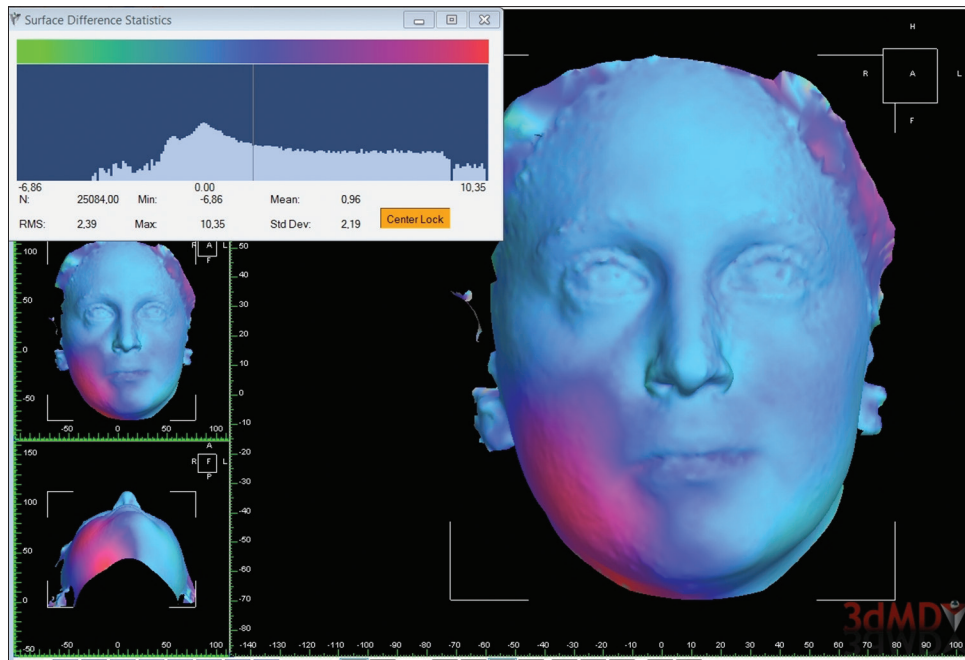 Surface Difference Statistics
-6,86 0.00 10,35
N: 25084,00 Min: -6,86 Mean: 0,96
RMS: 2,39 Max: 10,35 Std Dev: 2,19 Center Lock
H
R A L
F
R A L
F
100
50
0
-50
-50 0 50 100
A
R F L
P
150
100
50
0
-50
-50 0 50 100
50
40
30
20
10
0
-10
-20
-30
-40
-50
-60
-70
-80
-140 -130 -120 -110 -100 -90 -80 -70 -60 -50 -40 -30 -20 -10 0 10 20 30 40 50 60 70 80 90 100
3dMD